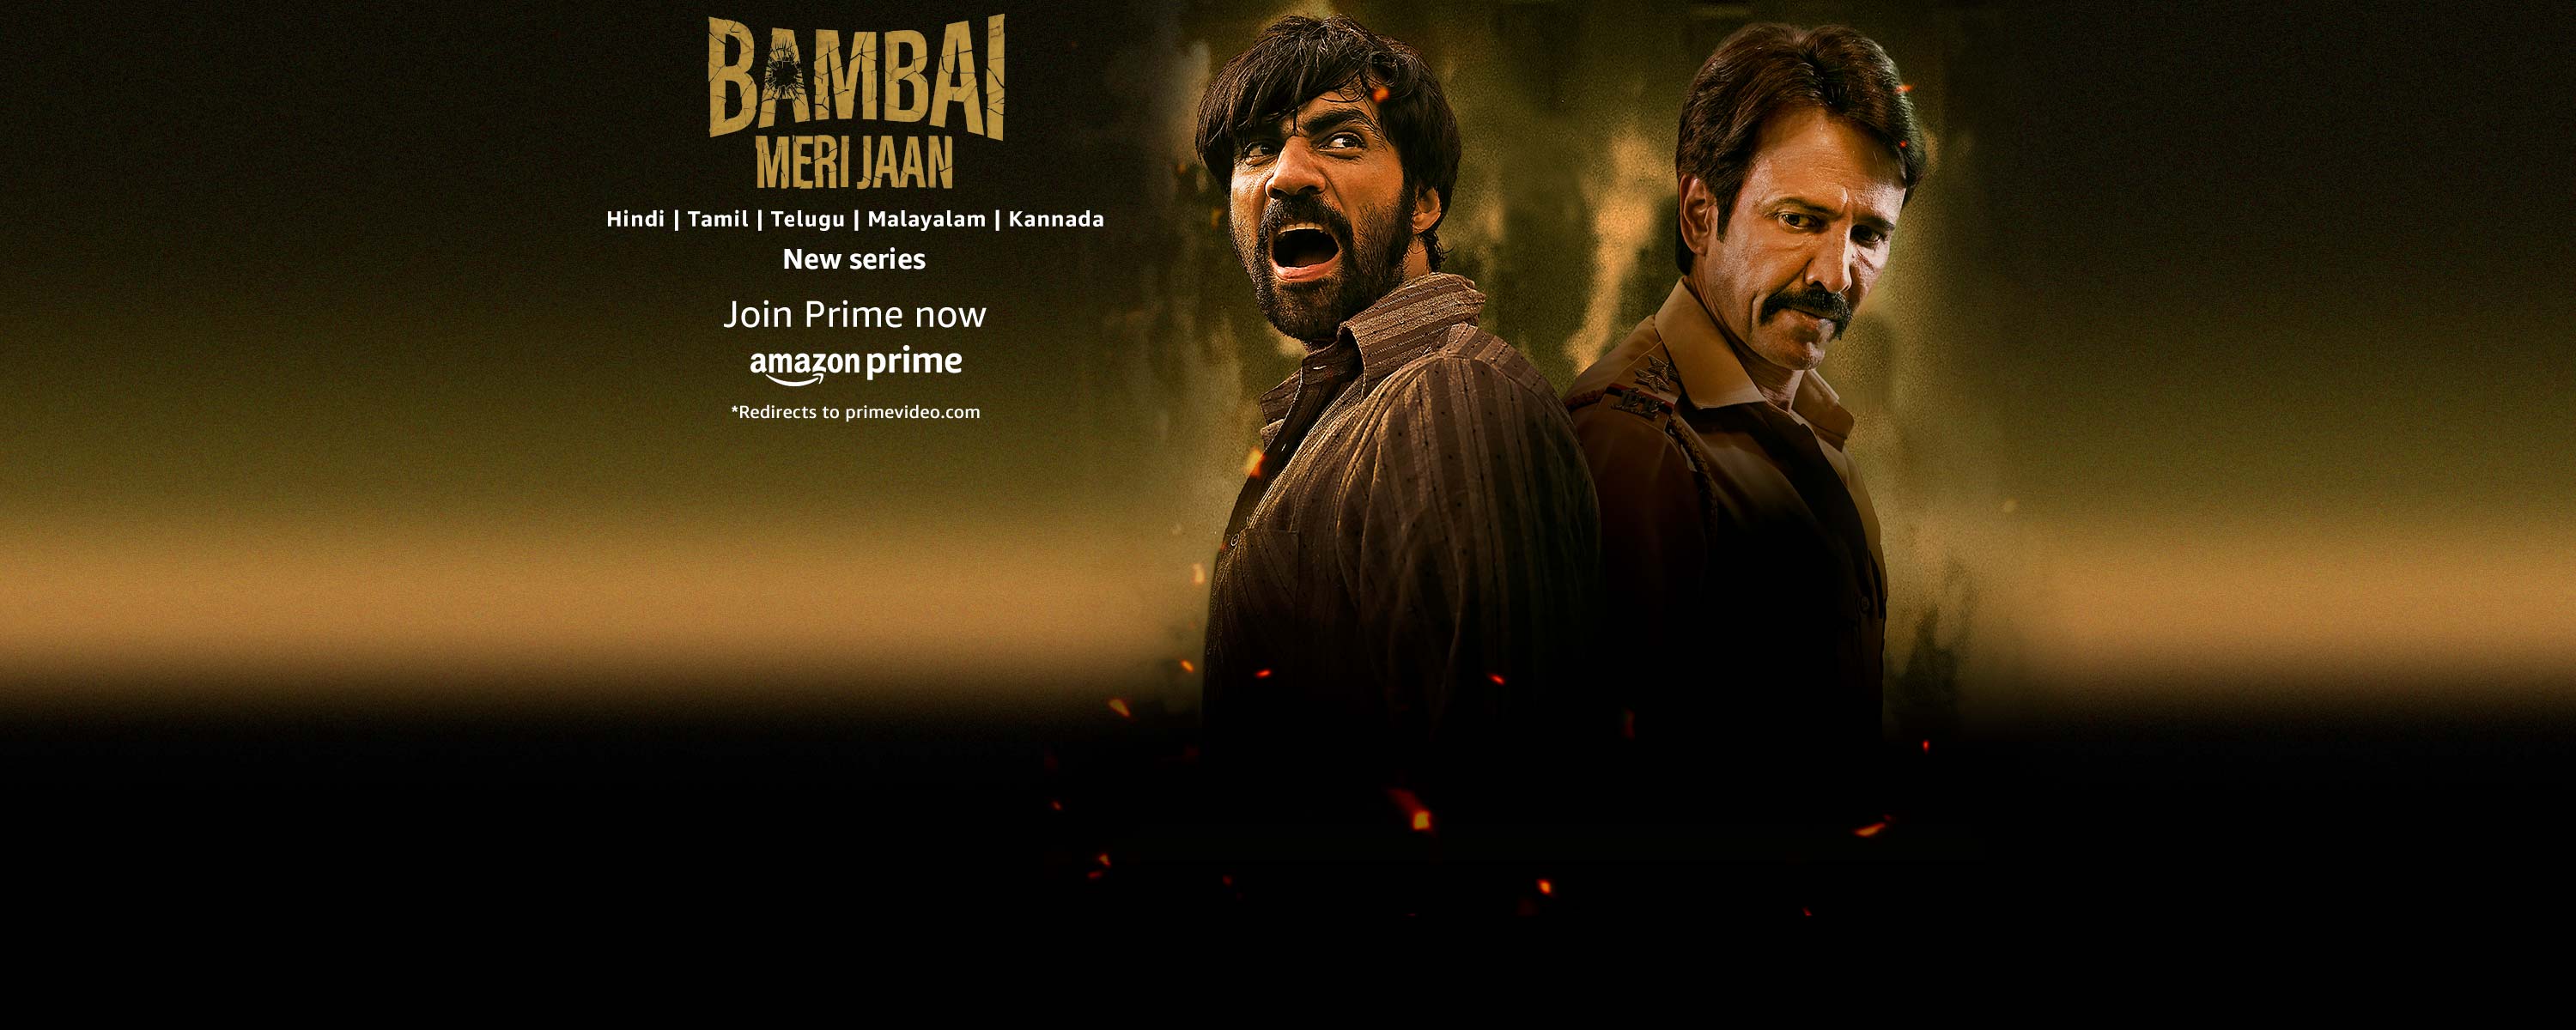 BAMBAI
MERI JAAN
Hindi | Tamil | Telugu | Malayalam | Kannada
New series
Join Prime now
amazon prime
*Redirects to primevideo.com